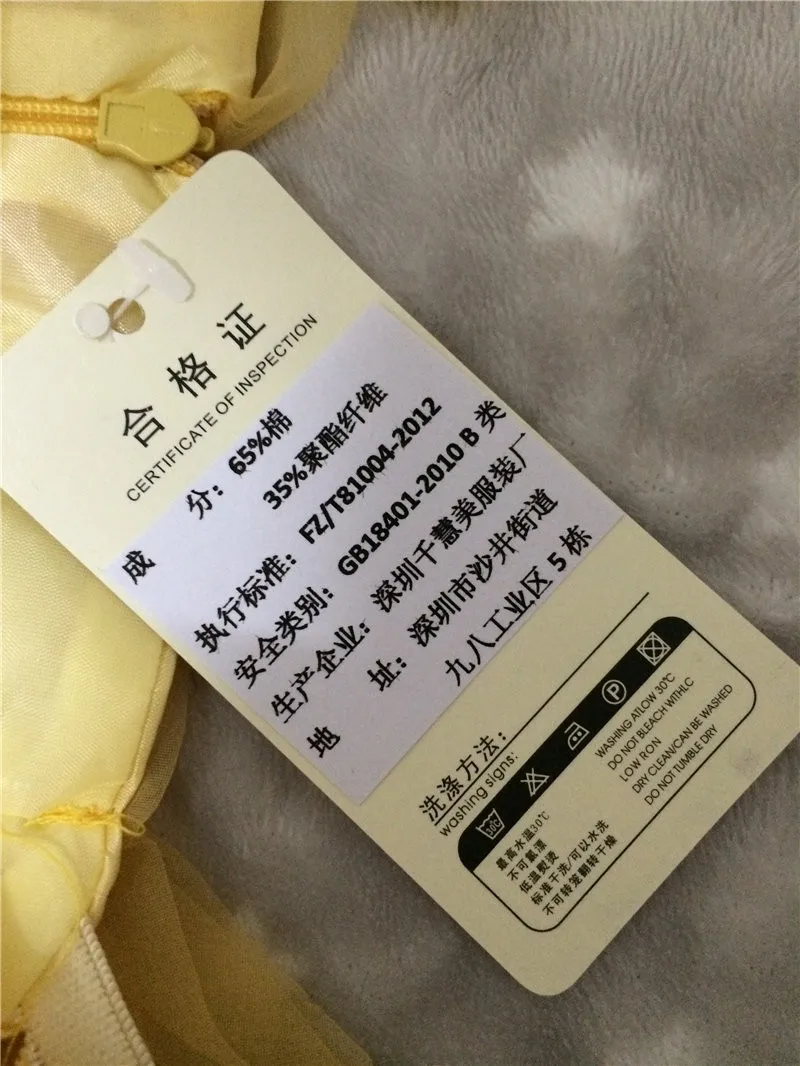 合格证
CERTIFICATE OF INSPECTION
成 分: 65%棉
35%聚酯纤维
执行标准: FZ/T81004-2012
安全类别: GB18401-2010 B 类
生产企业: 深圳千慧美服装厂
地 址: 深圳市沙井街道
九八工业区 5 栋
洗涤方法:
washing signs:
30℃
P
最高水温30℃
不可氯漂
低温熨烫
标准干洗/可以水洗
不可转笼翻转干燥
WASHING ATLOW 30℃
DO NOT BLEACH WITHLC
LOW RON
DRY CLEAN/CAN BE WASHED
DO NOT TUMBLE DRY